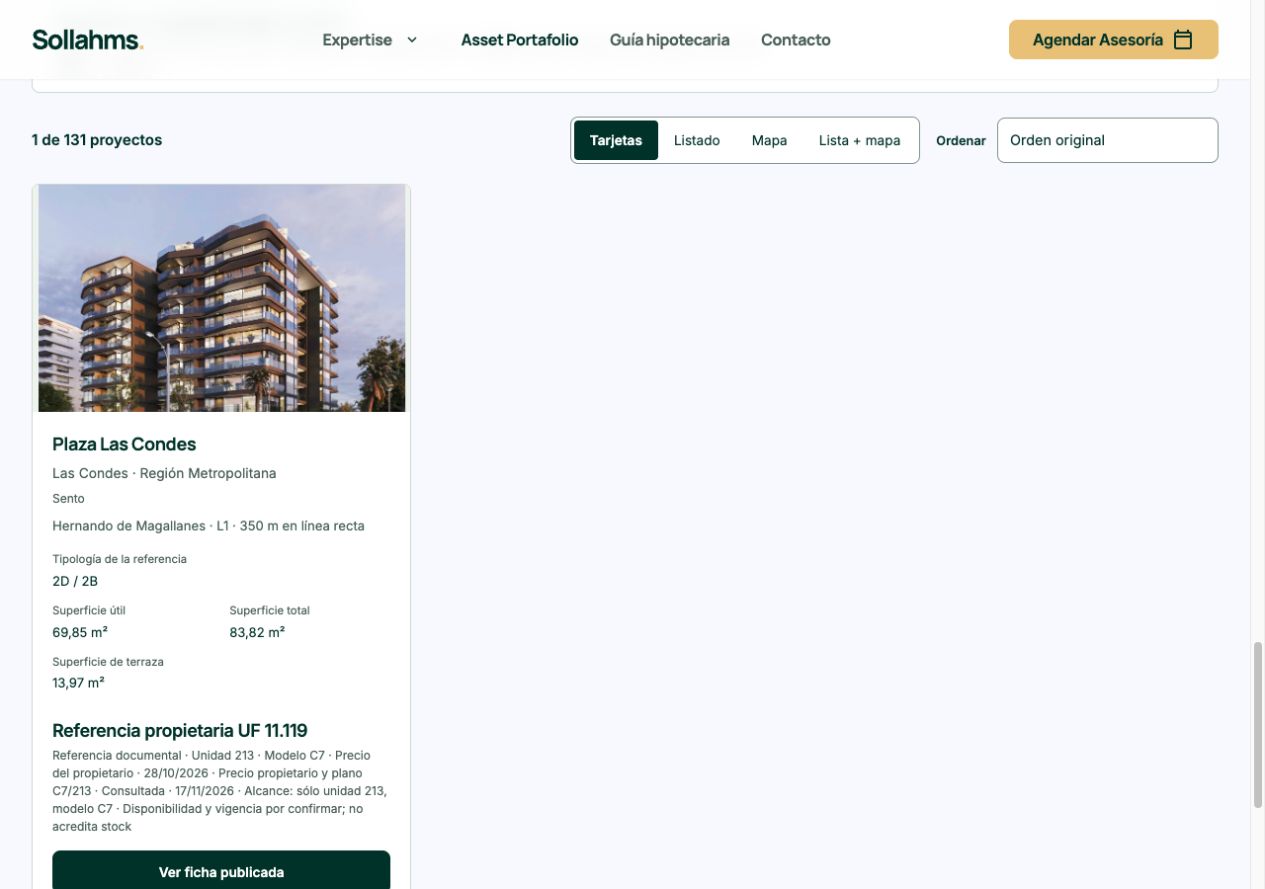 Sollahms.
Expertise
Asset Portafolio
Guía hipotecaria
Contacto
Agendar Asesoría
1 de 131 proyectos
Tarjetas
Listado
Mapa
Lista + mapa
Ordenar
Orden original
Plaza Las Condes
Las Condes · Región Metropolitana
Sento
Hernando de Magallanes · L1 · 350 m en línea recta
Tipología de la referencia
2D / 2B
Superficie útil
69,85 m²
Superficie total
83,82 m²
Superficie de terraza
13,97 m²
Referencia propietaria UF 11.119
Referencia documental · Unidad 213 · Modelo C7 · Precio
del propietario · 28/10/2026 · Precio propietario y plano
C7/213 · Consultada · 17/11/2026 · Alcance: sólo unidad 213,
modelo C7 · Disponibilidad y vigencia por confirmar; no
acredita stock
Ver ficha publicada